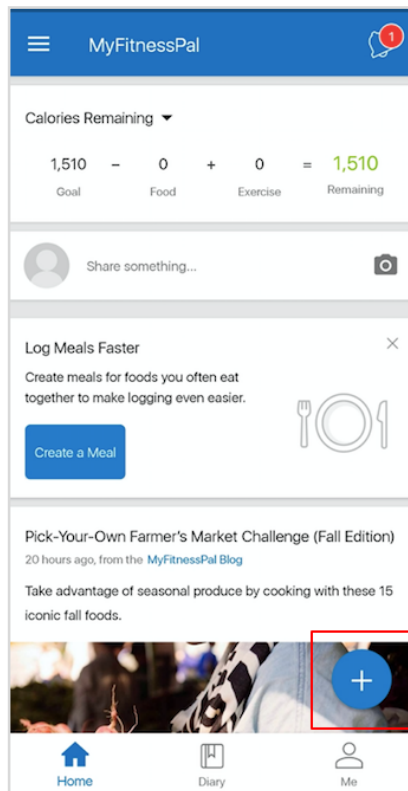 MyFitnessPal
1
Calories Remaining
1,510 – 0 + 0 = 1,510
Goal Food Exercise Remaining
Share something...
Log Meals Faster
Create meals for foods you often eat
together to make logging even easier.
Create a Meal
Pick-Your-Own Farmer's Market Challenge (Fall Edition)
20 hours ago, from the MyFitnessPal Blog
Take advantage of seasonal produce by cooking with these 15
iconic fall foods.
Home Diary Me